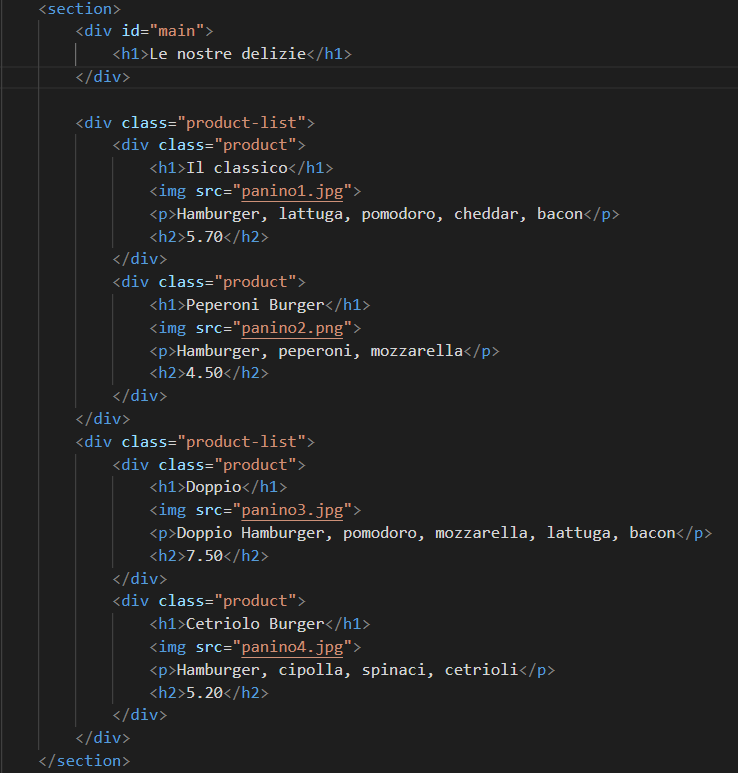 <section>
<div id="main">
<h1>Le nostre delizie</h1>
</div>
<div class="product-list">
<div class="product">
<h1>Il classico</h1>
<img src="panino1.jpg">
<p>Hamburger, lattuga, pomodoro, cheddar, bacon</p>
<h2>5.70</h2>
</div>
<div class="product">
<h1>Peperoni Burger</h1>
<img src="panino2.png">
<p>Hamburger, peperoni, mozzarella</p>
<h2>4.50</h2>
</div>
</div>
<div class="product-list">
<div class="product">
<h1>Doppio</h1>
<img src="panino3.jpg">
<p>Doppio Hamburger, pomodoro, mozzarella, lattuga, bacon</p>
<h2>7.50</h2>
</div>
<div class="product">
<h1>Cetriolo Burger</h1>
<img src="panino4.jpg">
<p>Hamburger, cipolla, spinaci, cetrioli</p>
<h2>5.20</h2>
</div>
</div>
</section>